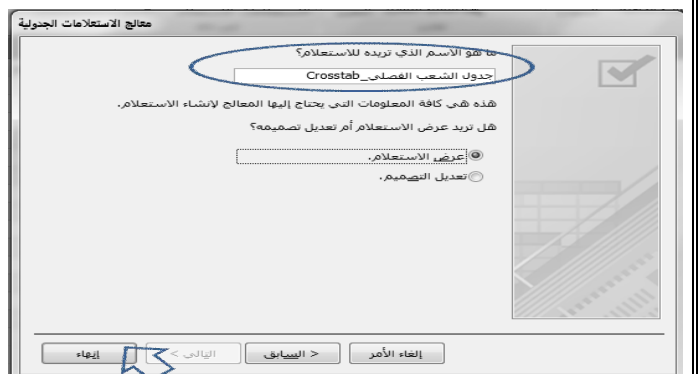 معالج الاستعلامات الجدولية
ما هو الاسم الذي تريده للاستعلام؟
جدول الشعب الفصلي_Crosstab
هذه هي كافة المعلومات التي يحتاج إليها المعالج لإنشاء الاستعلام.
هل تريد عرض الاستعلام أم تعديل تصميمه؟
عرض الاستعلام.
تعديل التصميم.
إلغاء الأمر
< السابق
التالي >
إنهاء